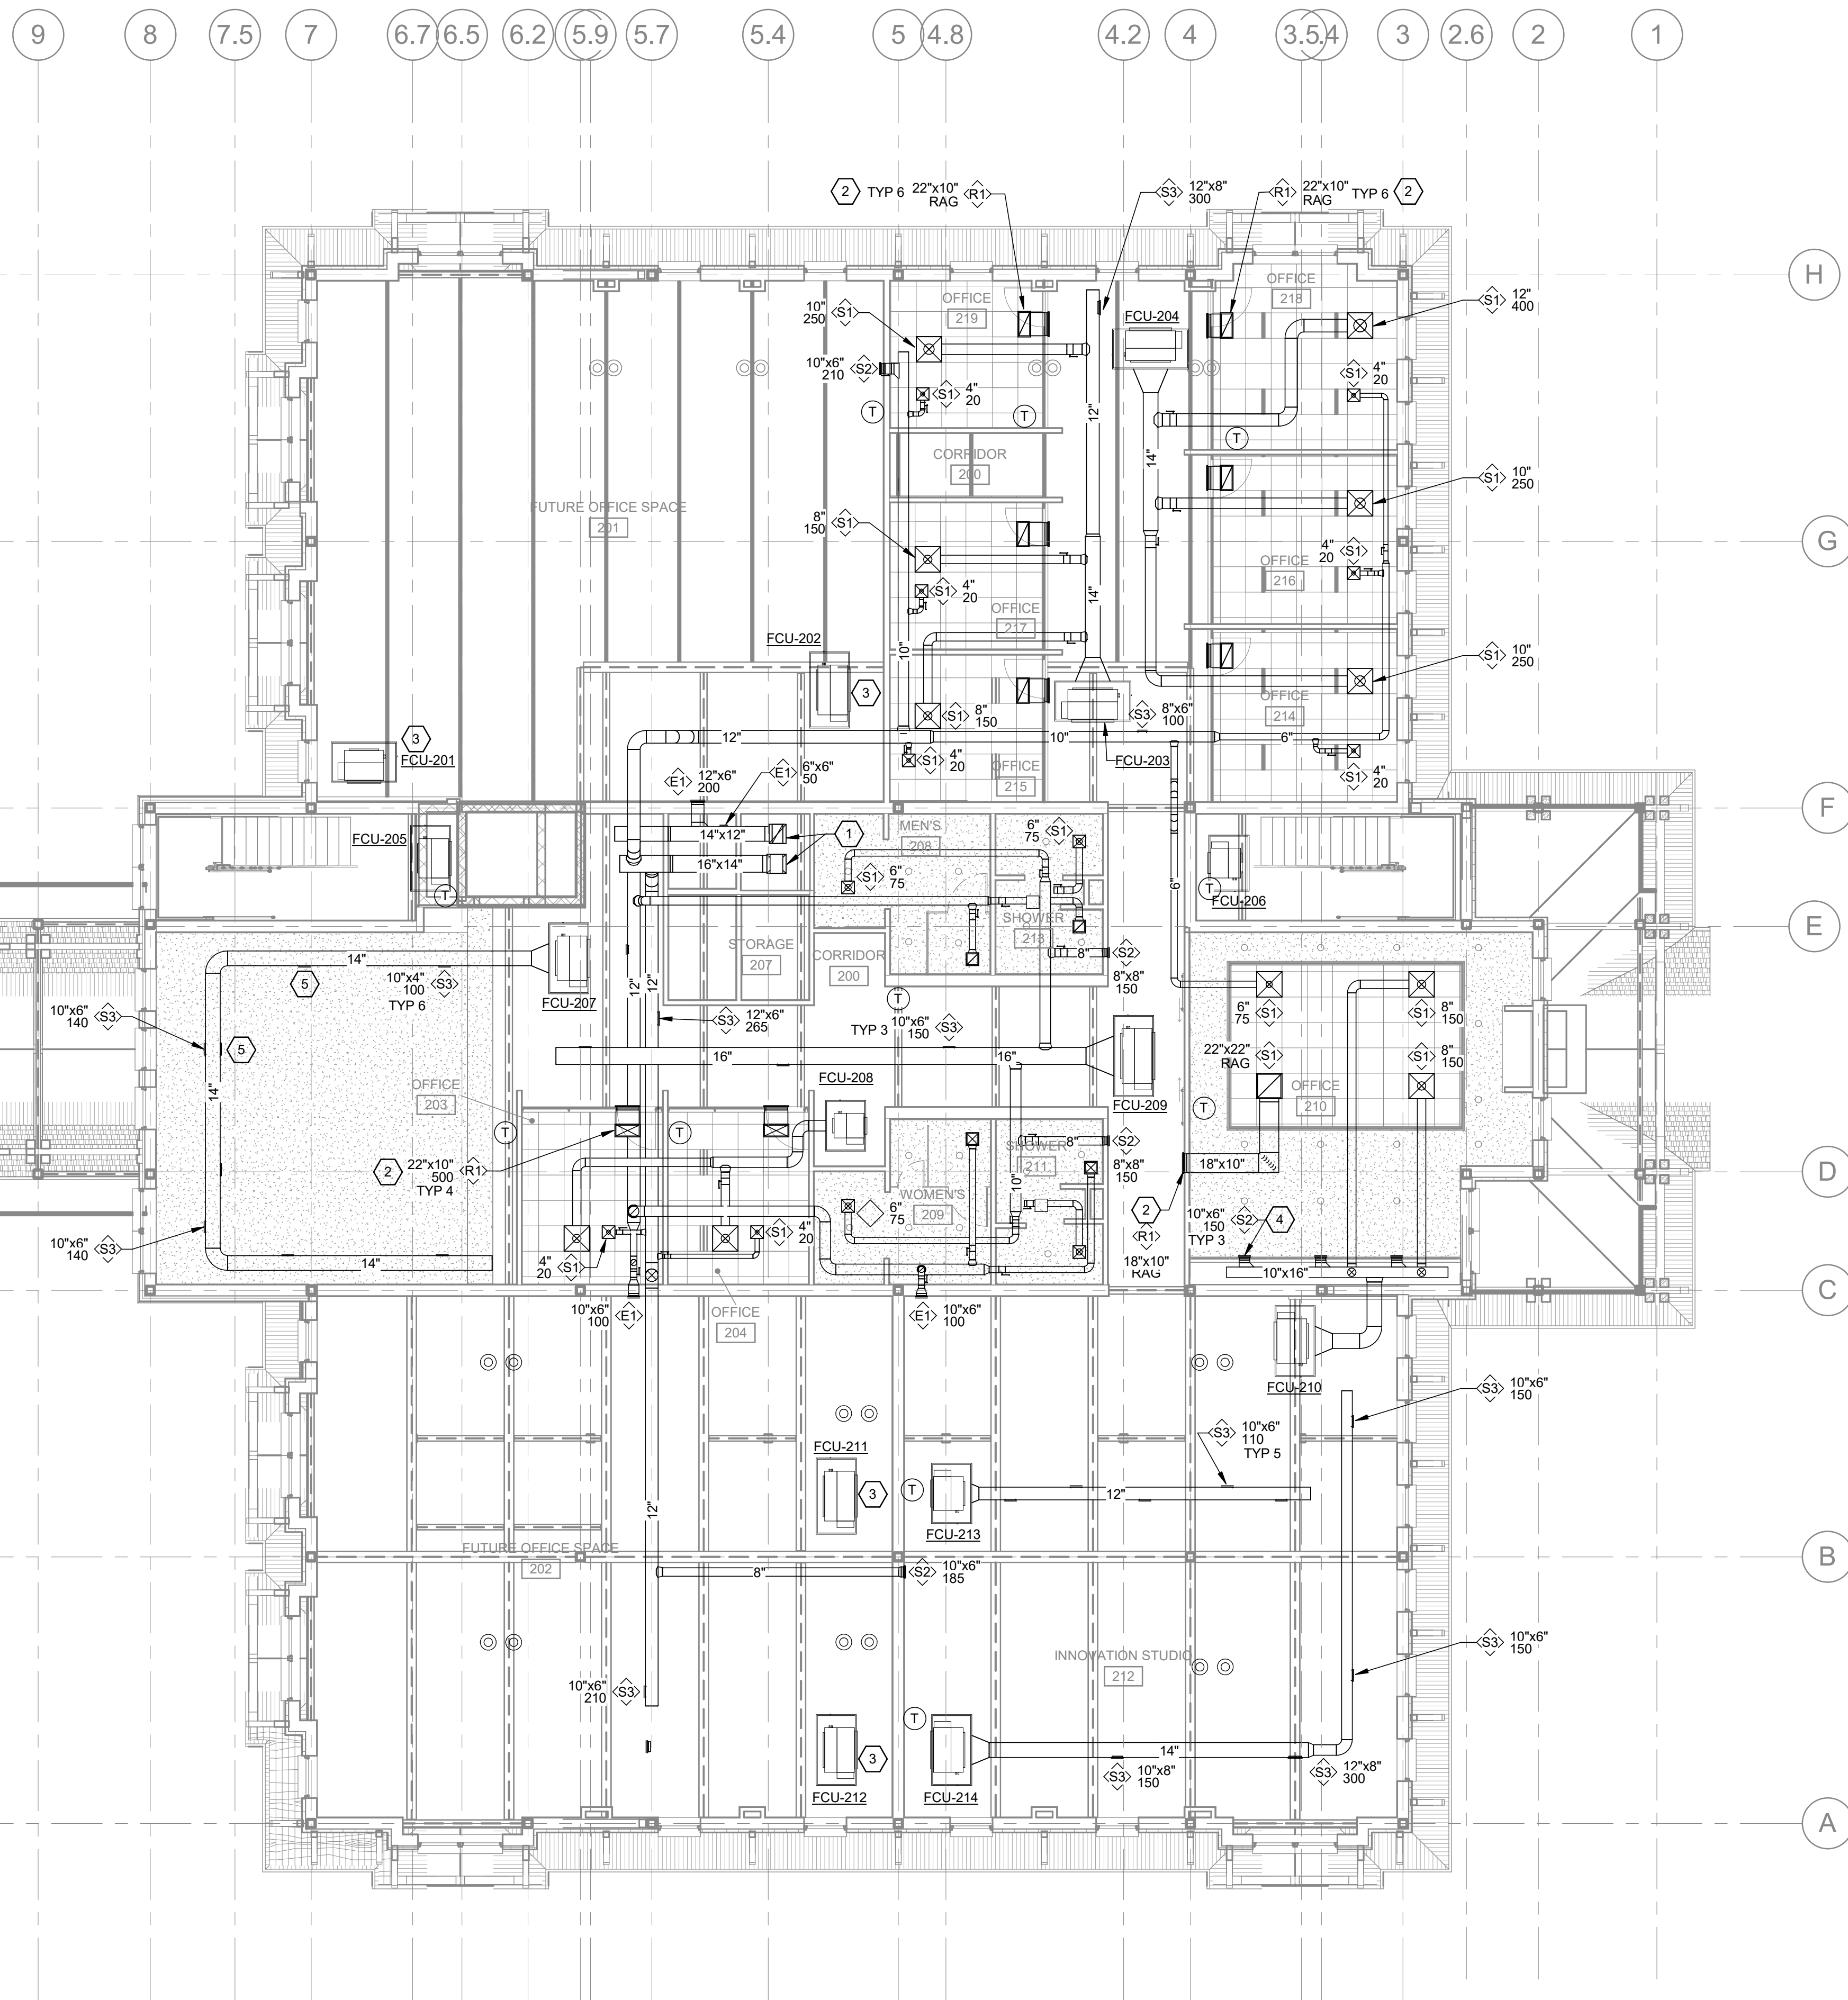 9
8
7.5
7
6.7
6.5
6.2
5.9
5.7
5.4
5
4.8
4.2
4
3.5
.4
3
2.6
2
1
2
TYP 6
22"x10"
RAG
R1
S3
12"x8"
300
R1
22"x10"
RAG
TYP 6
2
H
OFFICE
219
OFFICE
218
10"
250
S1
FCU-204
S1
12"
400
10"x6"
210
S2
S1
4"
20
S1
4"
20
T
T
12"
T
CORRIDOR
200
14"
S1
10"
250
FUTURE OFFICE SPACE
201
8"
150
S1
G
4"
20
S1
OFFICE
216
S1
4"
20
14"
OFFICE
217
FCU-202
10"
S1
10"
250
3
OFFICE
214
S1
8"
150
S3
8"x6"
100
3
FCU-201
12"
10"
6"
FCU-203
S1
4"
20
OFFICE
215
S1
4"
20
E1
12"x6"
200
E1
6"x6"
50
F
FCU-205
14"x12"
1
MEN'S
208
6"
75
S1
16"x14"
S1
6"
75
6"
T
T
FCU-206
SHOWER
213
E
STORAGE
207
CORRIDOR
200
8"
S2
8"x8"
150
14"
12"
12"
5
10"x4"
100
TYP 6
S3
FCU-207
6"
75
S1
S1
8"
150
T
10"x6"
140
S3
5
S3
12"x6"
265
TYP 3
10"x6"
150
S3
22"x22"
RAG
S1
S1
8"
150
16"
16"
14"
OFFICE
203
FCU-208
OFFICE
210
FCU-209
T
T
T
S2
8"x8"
150
8"
SHOWER
211
18"x10"
D
2
22"x10"
500
TYP 4
R1
10"
WOMEN'S
209
6"
75
2
R1
18"x10"
RAG
10"x6"
150
TYP 3
S2
4
10"x6"
140
S3
S1
4"
20
4"
20
S1
14"
10"x16"
C
OFFICE
204
10"x6"
100
E1
E1
10"x6"
100
FCU-210
S3
10"x6"
150
S3
10"x6"
110
TYP 5
FCU-211
3
T
12"
12"
FCU-213
FUTURE OFFICE SPACE
202
B
8"
S2
10"x6"
185
INNOVATION STUDIO
212
S3
10"x6"
150
10"x6"
210
S3
T
3
14"
S3
10"x8"
150
S3
12"x8"
300
FCU-212
FCU-214
A